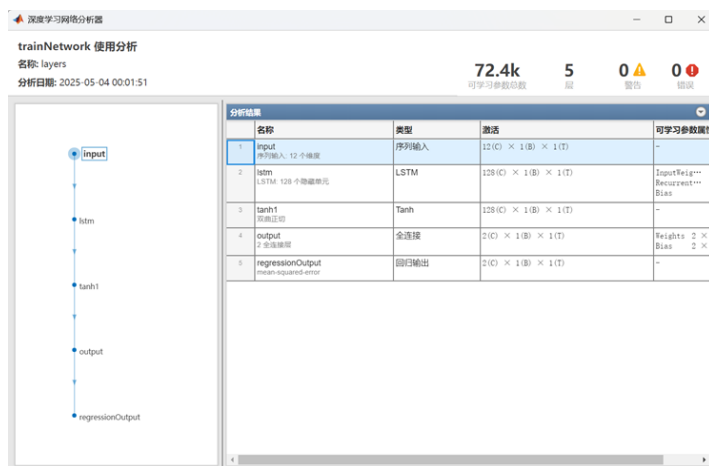 深度学习网络分析器
trainNetwork 使用分析
名称: layers
分析日期: 2025-05-04 00:01:51
72.4k
可学习参数总数
5
层
0
警告
0
错误
input
lstm
tanh1
output
regressionOutput
分析结果
名称 类型 激活 可学习参数属
1 input 序列输入 12(C) × 1(B) × 1(T) -
序列输入: 12 个维度
2 lstm LSTM 128(C) × 1(B) × 1(T) InputWeig…
LSTM: 128 个隐藏单元 Recurrent…
Bias
3 tanh1 Tanh 128(C) × 1(B) × 1(T) -
双曲正切
4 output 全连接 2(C) × 1(B) × 1(T) Weights 2 ×
2 全连接层 Bias 2 ×
5 regressionOutput 回归输出 2(C) × 1(B) × 1(T) -
mean-squared-error